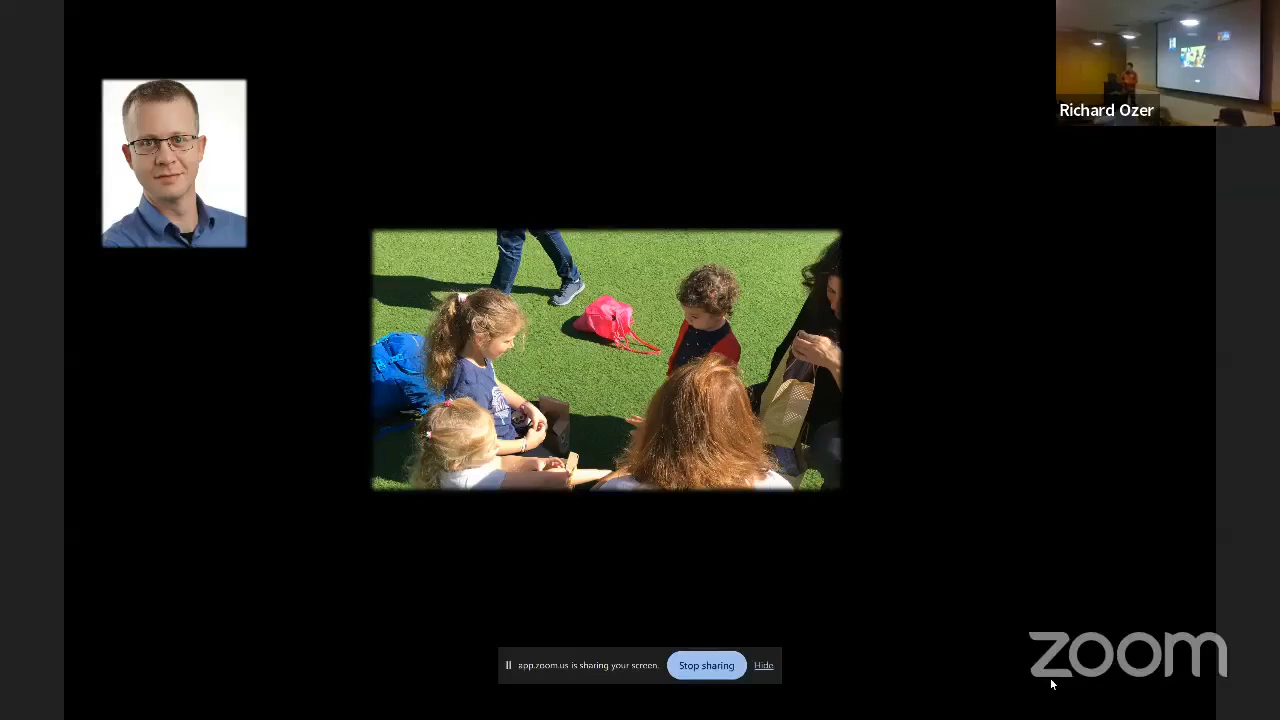 Richard Ozer
app.zoom.us is sharing your screen.
Stop sharing
Hide
zoom